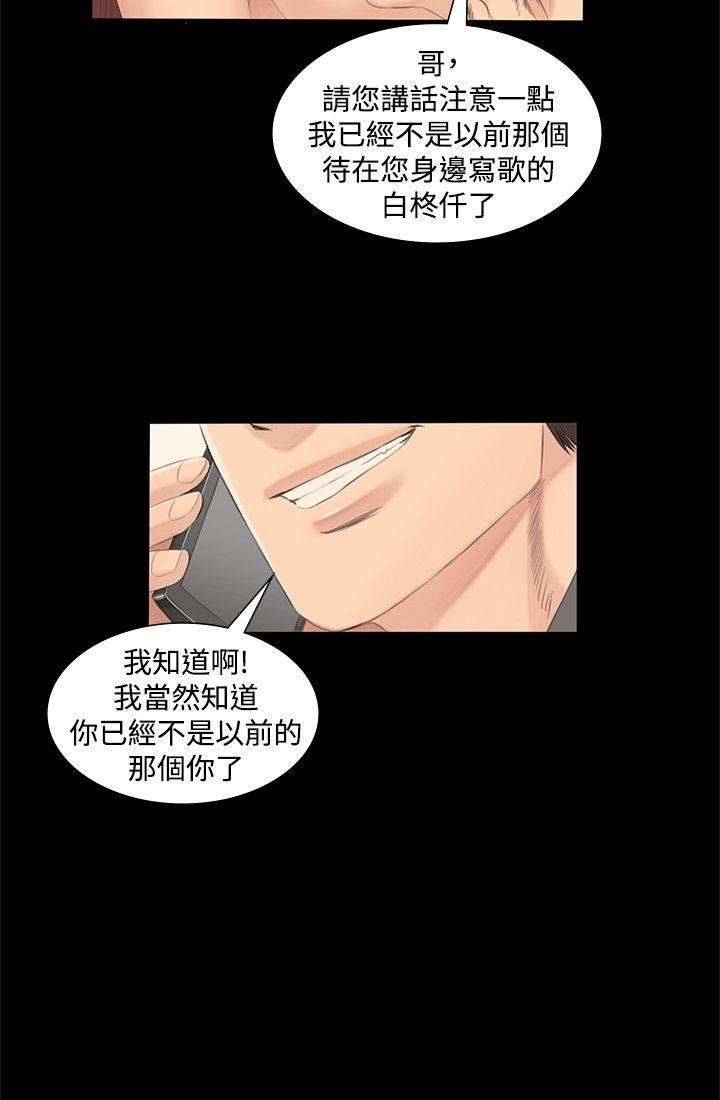 哥，
請您講話注意一點
我已經不是以前那個
待在您身邊寫歌的
白柊仟了
我知道啊!
我當然知道
你已經不是以前的
那個你了